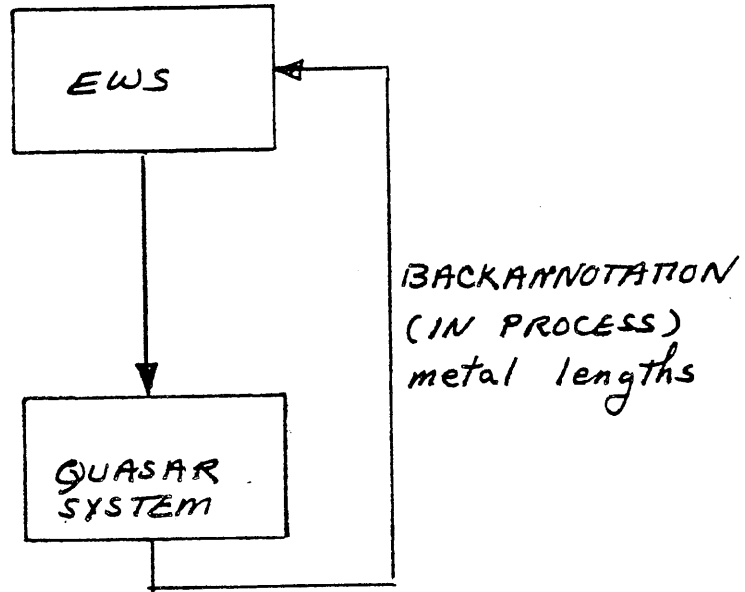 EWS
BACKANNOTATION
(IN PROCESS)
metal lengths
QUASAR
SYSTEM